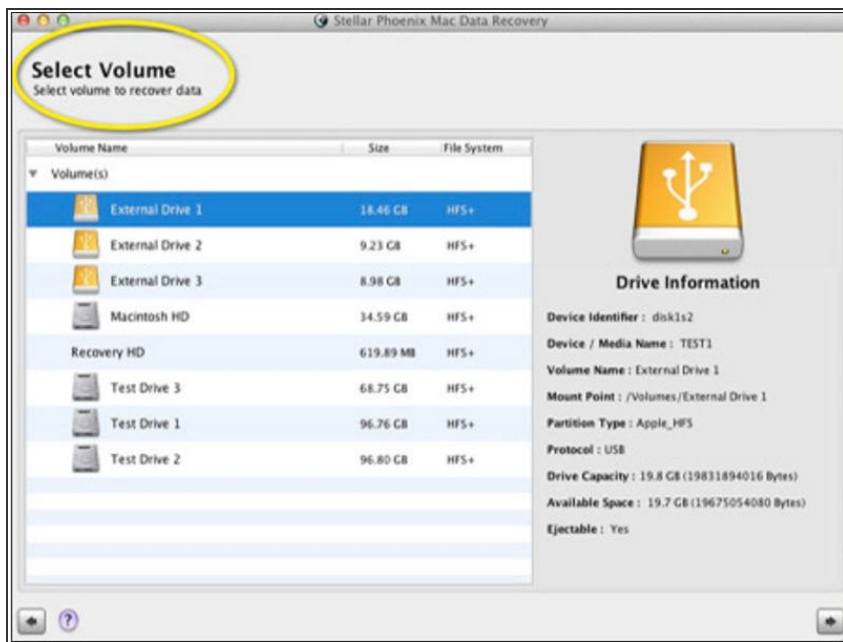 Stellar Phoenix Mac Data Recovery
Select Volume
Select volume to recover data
Volume Name Size File System
Volume(s)
External Drive 1 18.46 GB HFS+
External Drive 2 9.23 GB HFS+
External Drive 3 8.98 GB HFS+
Macintosh HD 34.59 GB HFS+
Recovery HD 619.89 MB HFS+
Test Drive 3 68.75 GB HFS+
Test Drive 1 96.76 GB HFS+
Test Drive 2 96.80 GB HFS+
Drive Information
Device Identifier : disk1s2
Device / Media Name : TEST1
Volume Name : External Drive 1
Mount Point : /Volumes/External Drive 1
Partition Type : Apple_HFS
Protocol : USB
Drive Capacity : 19.8 GB (19831894016 Bytes)
Available Space : 19.7 GB (19675054080 Bytes)
Ejectable : Yes
?